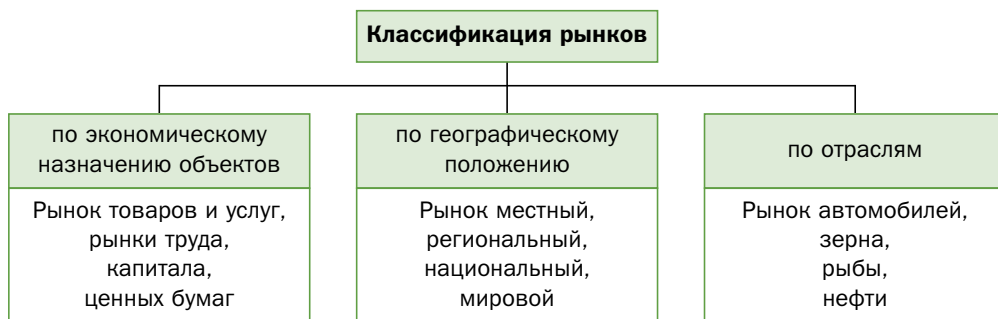 Классификация рынков
по экономическому
назначению объектов
Рынок товаров и услуг,
рынки труда,
капитала,
ценных бумаг
по географическому
положению
Рынок местный,
региональный,
национальный,
мировой
по отраслям
Рынок автомобилей,
зерна,
рыбы,
нефти